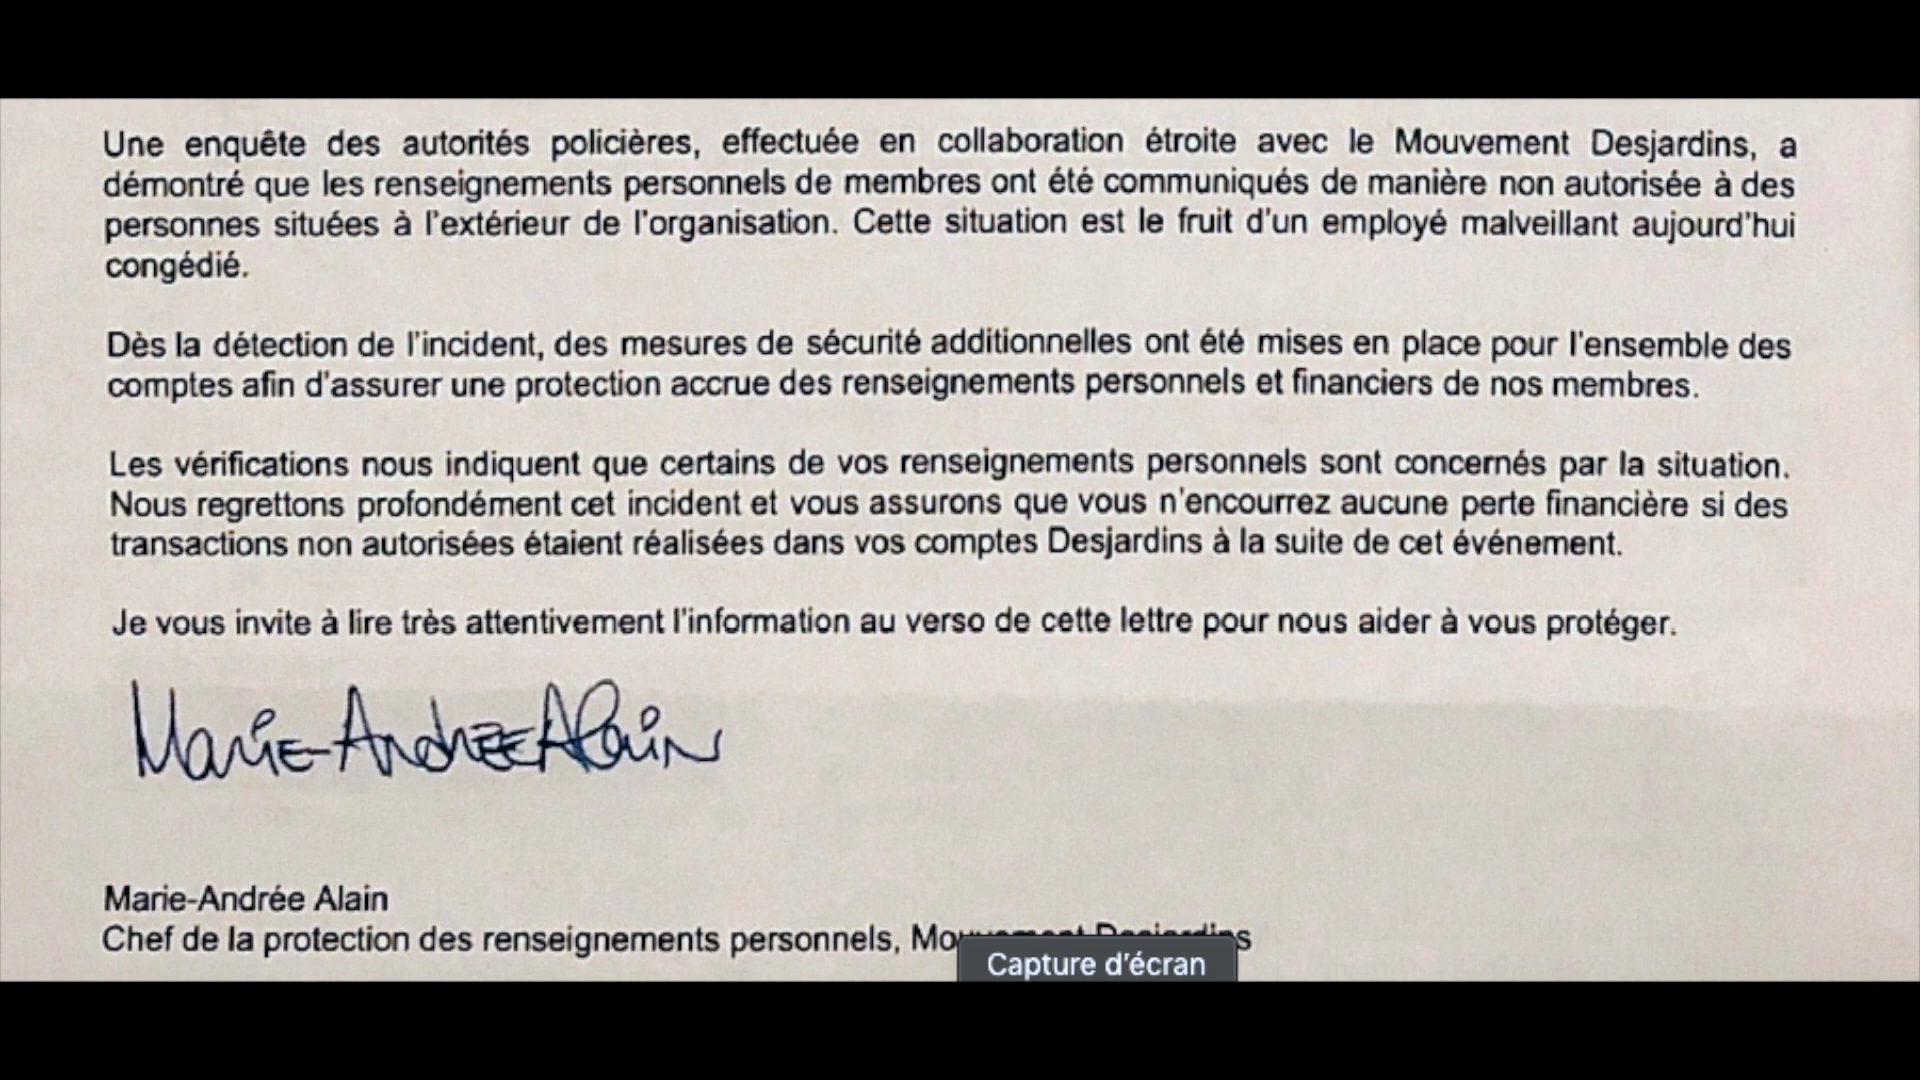 Une enquête des autorités policières, effectuée en collaboration étroite avec le Mouvement Desjardins, a
démontré que les renseignements personnels de membres ont été communiqués de manière non autorisée à des
personnes situées à l'extérieur de l'organisation. Cette situation est le fruit d'un employé malveillant aujourd'hui
congédié.
Dès la détection de l'incident, des mesures de sécurité additionnelles ont été mises en place pour l'ensemble des
comptes afin d'assurer une protection accrue des renseignements personnels et financiers de nos membres.
Les vérifications nous indiquent que certains de vos renseignements personnels sont concernés par la situation.
Nous regrettons profondément cet incident et vous assurons que vous n'encourrez aucune perte financière si des
transactions non autorisées étaient réalisées dans vos comptes Desjardins à la suite de cet événement.
Je vous invite à lire très attentivement l'information au verso de cette lettre pour nous aider à vous protéger.
Marie-Andrée Alain
Marie-Andrée Alain
Chef de la protection des renseignements personnels, Mouvement Desjardins
Capture d'écran